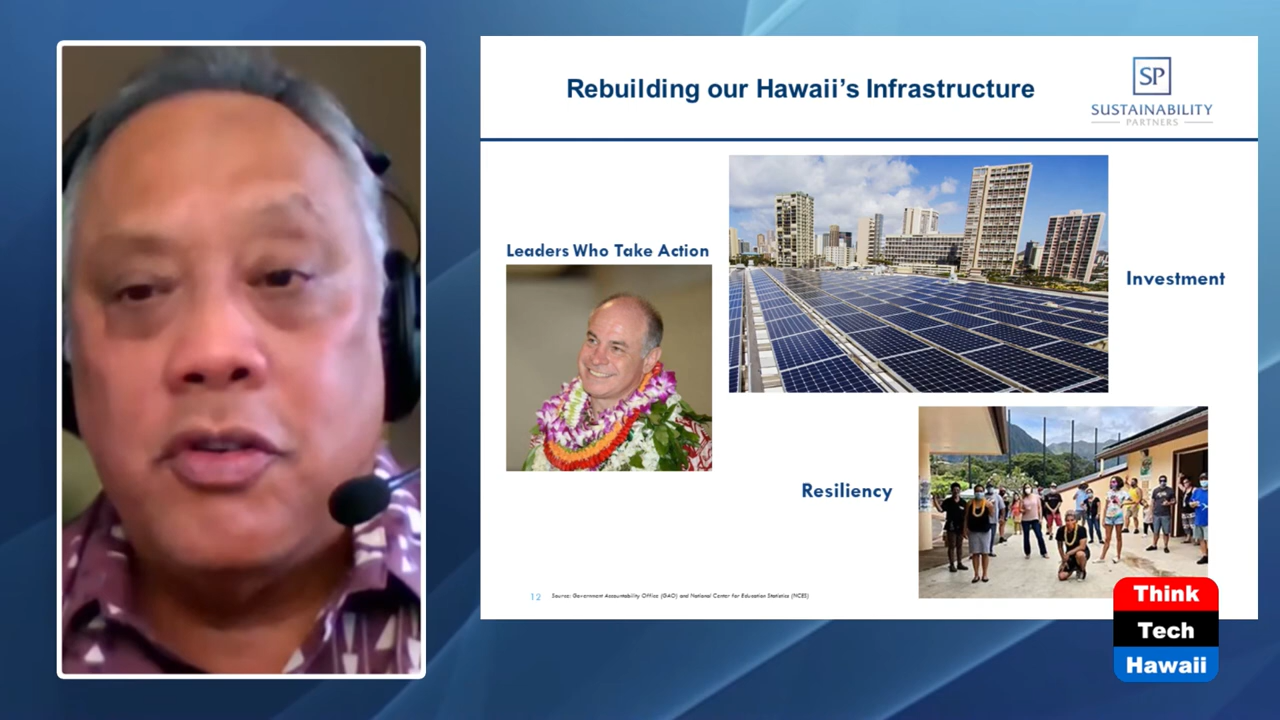 Rebuilding our Hawaii's Infrastructure
SP
SUSTAINABILITY
PARTNERS
Leaders Who Take Action
Investment
Resiliency
12 Source: Government Accountability Office (GAO) and National Center for Education Statistics (NCES)
Think
Tech
Hawaii